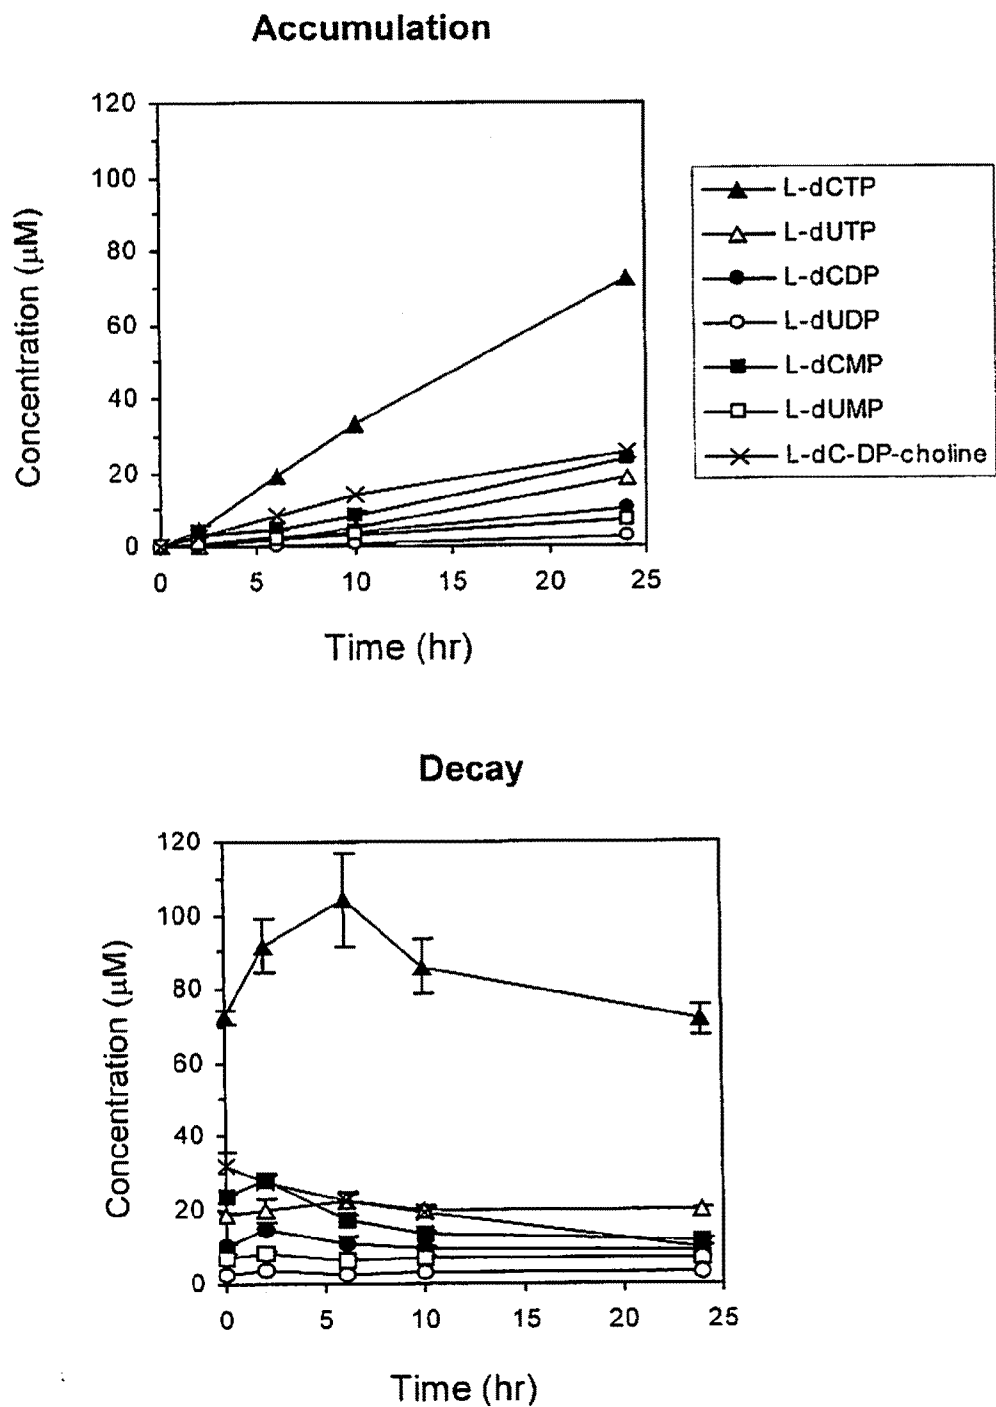 Accumulation
120
100
80
60
40
20
0
Concentration (μM)
0 5 10 15 20 25
Time (hr)
L-dCTP
L-dUTP
L-dCDP
L-dUDP
L-dCMP
L-dUMP
L-dC-DP-choline
Decay
120
100
80
60
40
20
0
Concentration (μM)
0 5 10 15 20 25
Time (hr)